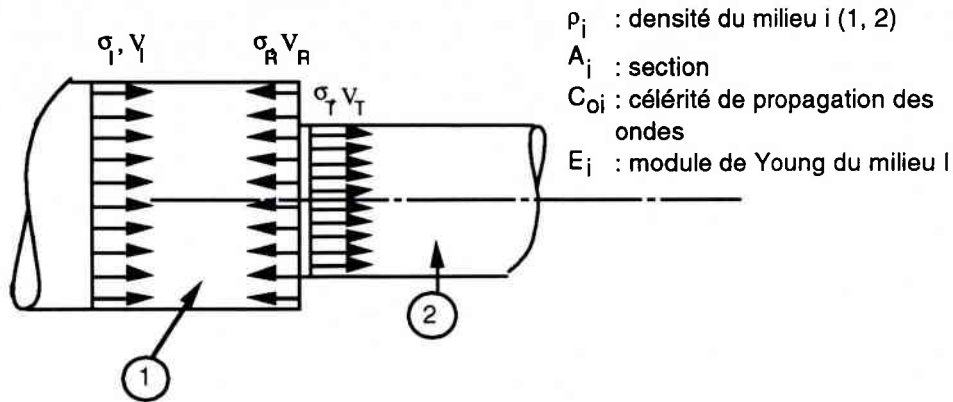 σI, VI
σR, VR
σT, VT
1
2
ρi : densité du milieu i (1, 2)
Ai : section
Coi : célérité de propagation des
ondes
Ei : module de Young du milieu I